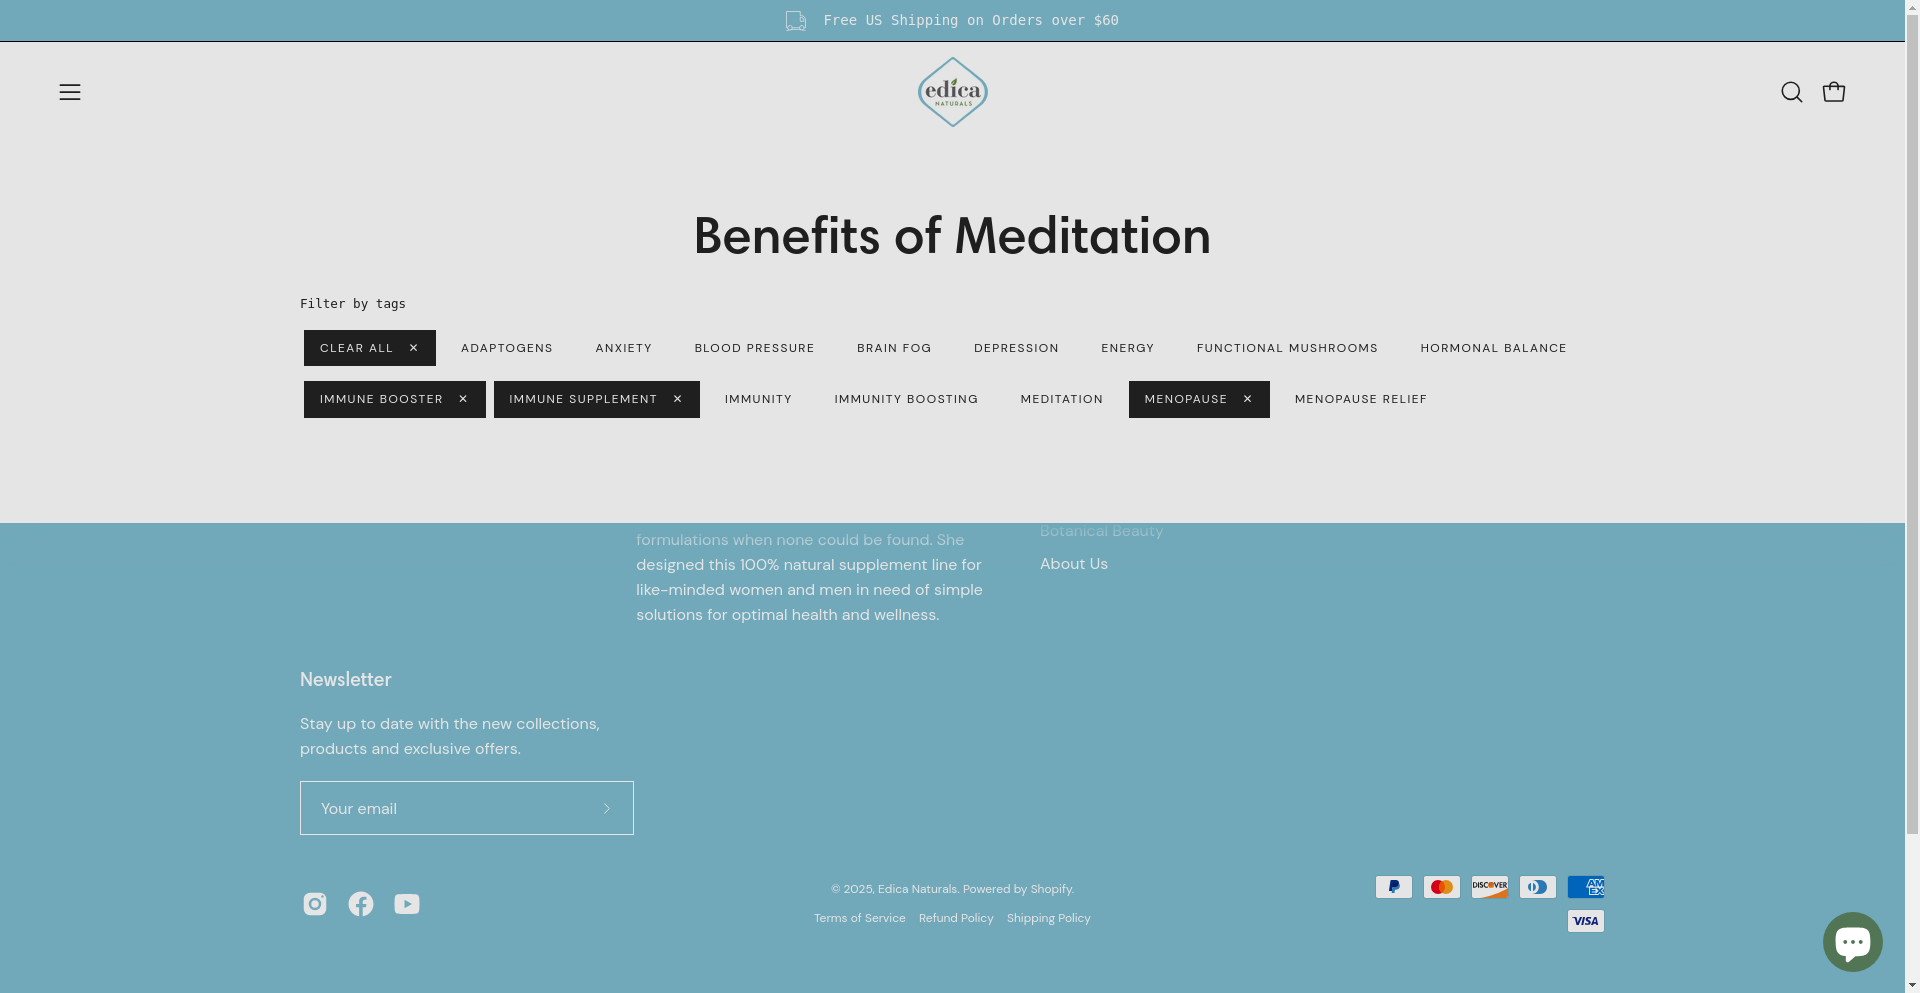 Free US Shipping on Orders over $60
edica
NATURALS
Benefits of Meditation
Filter by tags
CLEAR ALL ✕ ADAPTOGENS ANXIETY BLOOD PRESSURE BRAIN FOG DEPRESSION ENERGY FUNCTIONAL MUSHROOMS HORMONAL BALANCE
IMMUNE BOOSTER ✕ IMMUNE SUPPLEMENT ✕ IMMUNITY IMMUNITY BOOSTING MEDITATION MENOPAUSE ✕ MENOPAUSE RELIEF
formulations when none could be found. She
designed this 100% natural supplement line for
like-minded women and men in need of simple
solutions for optimal health and wellness.
Botanical Beauty
About Us
Newsletter
Stay up to date with the new collections,
products and exclusive offers.
Your email
© 2025, Edica Naturals. Powered by Shopify.
Terms of Service Refund Policy Shipping Policy
DISCOVER
AM
EX
VISA